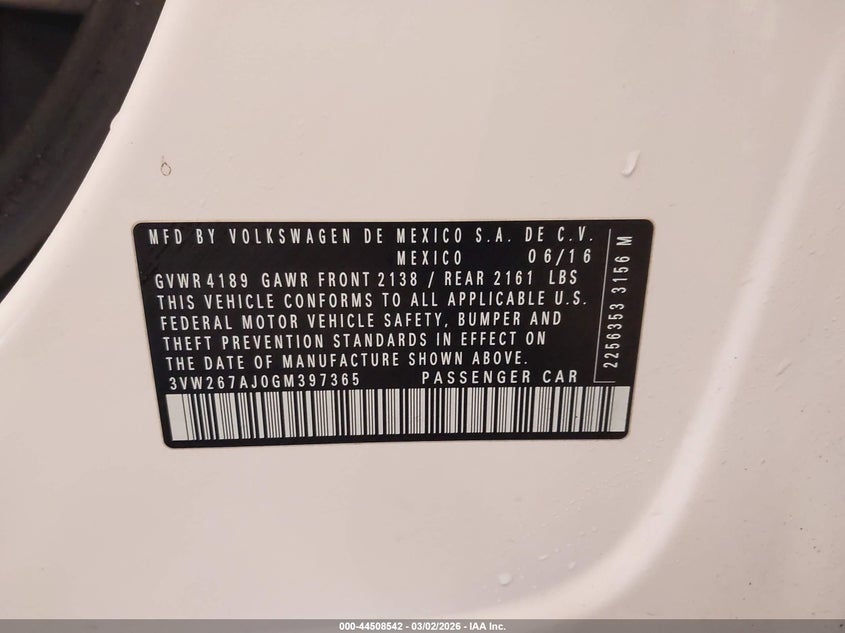 MFD BY VOLKSWAGEN DE MEXICO S.A. DE C.V.
MEXICO 06/16
GVWR 4189 GAWR FRONT 2138 / REAR 2161 LBS
THIS VEHICLE CONFORMS TO ALL APPLICABLE U.S.
FEDERAL MOTOR VEHICLE SAFETY, BUMPER AND
THEFT PREVENTION STANDARDS IN EFFECT ON
THE DATE OF MANUFACTURE SHOWN ABOVE.
3VW267AJ0GM397365 PASSENGER CAR
2256353 3156 M
000-44508542 - 03/02/2026 - IAA Inc.